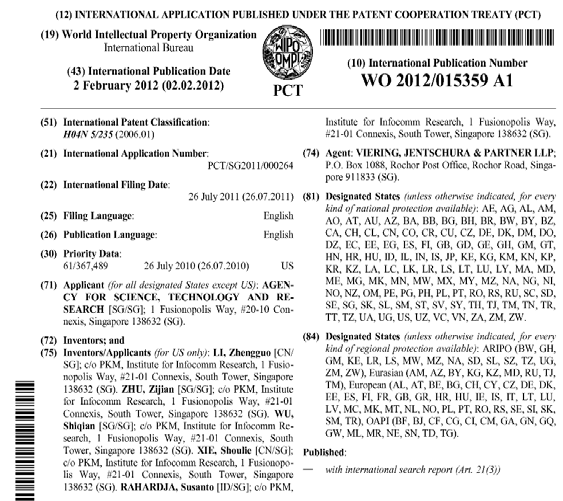 (12) INTERNATIONAL APPLICATION PUBLISHED UNDER THE PATENT COOPERATION TREATY (PCT)
(19) World Intellectual Property Organization
International Bureau
(43) International Publication Date
2 February 2012 (02.02.2012)
WIPO
OMPI
PCT
(10) International Publication Number
WO 2012/015359 A1
(51) International Patent Classification:
H04N 5/235 (2006.01)
(21) International Application Number:
PCT/SG2011/000264
(22) International Filing Date:
26 July 2011 (26.07.2011)
(25) Filing Language: English
(26) Publication Language: English
(30) Priority Data:
61/367,489 26 July 2010 (26.07.2010) US
(71) Applicant (for all designated States except US): AGEN-
CY FOR SCIENCE, TECHNOLOGY AND RE-
SEARCH [SG/SG]; 1 Fusionopolis Way, #20-10 Con-
nexis, Singapore 138632 (SG).
(72) Inventors; and
(75) Inventors/Applicants (for US only): LI, Zhengguo [CN/
SG]; c/o PKM, Institute for Infocomm Research, 1 Fusio-
nopolis Way, #21-01 Connexis, South Tower, Singapore
138632 (SG). ZHU, Zijian [SG/SG]; c/o PKM, Institute
for Infocomm Research, 1 Fusionopolis Way, #21-01
Connexis, South Tower, Singapore 138632 (SG). WU,
Shiqian [SG/SG]; c/o PKM, Institute for Infocomm Re-
search, 1 Fusionopolis Way, #21-01 Connexis, South
Tower, Singapore 138632 (SG). XIE, Shoulie [CN/SG];
c/o PKM, Institute for Infocomm Research, 1 Fusionopo-
lis Way, #21-01 Connexis, South Tower, Singapore
138632 (SG). RAHARDJA, Susanto [ID/SG]; c/o PKM,
Institute for Infocomm Research, 1 Fusionopolis Way,
#21-01 Connexis, South Tower, Singapore 138632 (SG).
(74) Agent: VIERING, JENTSCHURA & PARTNER LLP;
P.O. Box 1088, Rochor Post Office, Rochor Road, Singa-
pore 911833 (SG).
(81) Designated States (unless otherwise indicated, for every
kind of national protection available): AE, AG, AL, AM,
AO, AT, AU, AZ, BA, BB, BG, BH, BR, BW, BY, BZ,
CA, CH, CL, CN, CO, CR, CU, CZ, DE, DK, DM, DO,
DZ, EC, EE, EG, ES, FI, GB, GD, GE, GH, GM, GT,
HN, HR, HU, ID, IL, IN, IS, JP, KE, KG, KM, KN, KP,
KR, KZ, LA, LC, LK, LR, LS, LT, LU, LY, MA, MD,
ME, MG, MK, MN, MW, MX, MY, MZ, NA, NG, NI,
NO, NZ, OM, PE, PG, PH, PL, PT, RO, RS, RU, SC, SD,
SE, SG, SK, SL, SM, ST, SV, SY, TH, TJ, TM, TN, TR,
TT, TZ, UA, UG, US, UZ, VC, VN, ZA, ZM, ZW.
(84) Designated States (unless otherwise indicated, for every
kind of regional protection available): ARIPO (BW, GH,
GM, KE, LR, LS, MW, MZ, NA, SD, SL, SZ, TZ, UG,
ZM, ZW), Eurasian (AM, AZ, BY, KG, KZ, MD, RU, TJ,
TM), European (AL, AT, BE, BG, CH, CY, CZ, DE, DK,
EE, ES, FI, FR, GB, GR, HR, HU, IE, IS, IT, LT, LU,
LV, MC, MK, MT, NL, NO, PL, PT, RO, RS, SE, SI, SK,
SM, TR), OAPI (BF, BJ, CF, CG, CI, CM, GA, GN, GQ,
GW, ML, MR, NE, SN, TD, TG).
Published:
— with international search report (Art. 21(3))